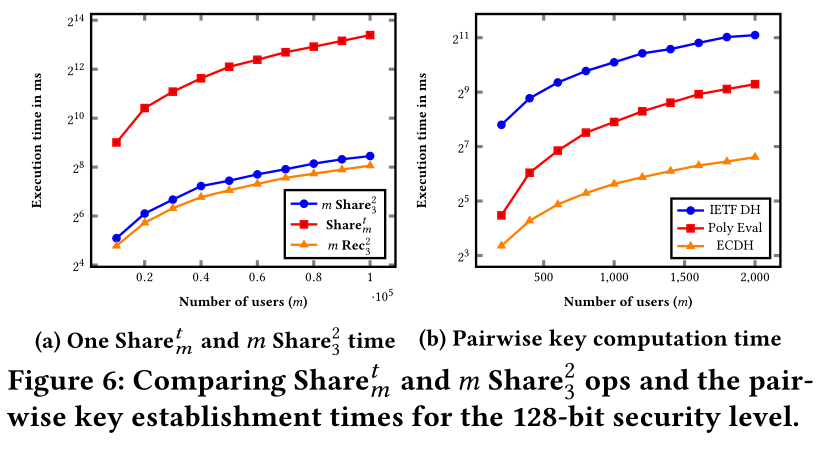 2^14
2^12
2^10
2^8
2^6
2^4
Execution time in ms
0.2 0.4 0.6 0.8 1
·10^5
Number of users (m)
m Share_3^2
Share_m^t
m Rec_3^2
2^11
2^9
2^7
2^5
2^3
Execution time in ms
500 1,000 1,500 2,000
Number of users (m)
IETF DH
Poly Eval
ECDH
(a) One Share_m^t and m Share_3^2 time
(b) Pairwise key computation time
Figure 6: Comparing Share_m^t and m Share_3^2 ops and the pair-
wise key establishment times for the 128-bit security level.